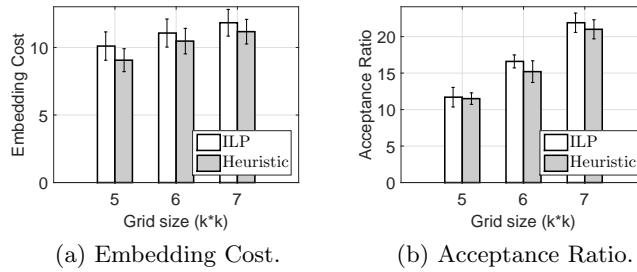 Embedding Cost
10
5
0
5 6 7
Grid size (k*k)
ILP
Heuristic
(a) Embedding Cost.
Acceptance Ratio
20
15
10
5
0
5 6 7
Grid size (k*k)
ILP
Heuristic
(b) Acceptance Ratio.